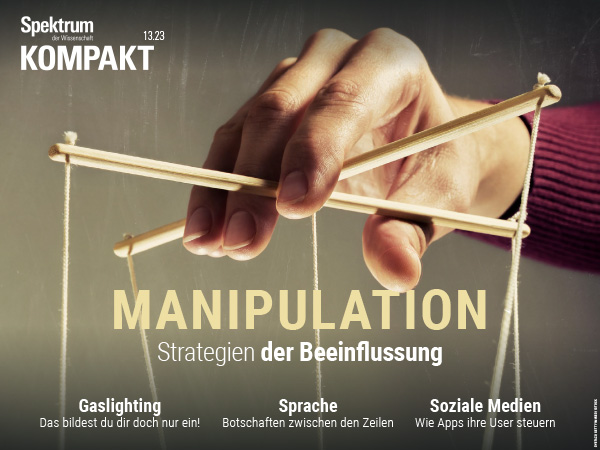 Spektrum
der Wissenschaft
13.23
KOMPAKT
MANIPULATION
Strategien der Beeinflussung
Gaslighting
Das bildest du dir doch nur ein!
Sprache
Botschaften zwischen den Zeilen
Soziale Medien
Wie Apps ihre User steuern